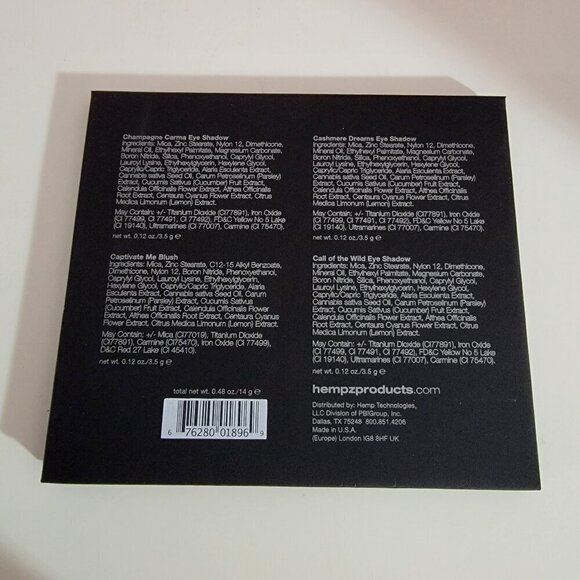 Champagne Carma Eye Shadow
Ingredients: Mica, Zinc Stearate, Nylon 12, Dimethicone,
Mineral Oil, Ethylhexyl Palmitate, Magnesium Carbonate,
Boron Nitride, Silica, Phenoxyethanol, Caprylyl Glycol,
Lauroyl Lysine, Ethylhexylglycerin, Hexylene Glycol,
Caprylic/Capric Triglyceride, Alaria Esculenta Extract,
Cannabis sativa Seed Oil, Carum Petroselinum (Parsley)
Extract, Cucumis Sativus (Cucumber) Fruit Extract,
Calendula Officinalis Flower Extract, Althea Officinalis
Root Extract, Centaura Cyanus Flower Extract, Citrus
Medica Limonum (Lemon) Extract.
May Contain: +/- Titanium Dioxide (CI77891), Iron Oxide
(CI 77499, CI 77491, CI 77492), FD&C Yellow No 5 Lake
(CI 19140), Ultramarines (CI 77007), Carmine (CI 75470).
net wt. 0.12 oz./3.5 g e
Captivate Me Blush
Ingredients: Mica, Zinc Stearate, C12-15 Alkyl Benzoate,
Dimethicone, Nylon 12, Boron Nitride, Phenoxyethanol,
Caprylyl Glycol, Lauroyl Lysine, Ethylhexylglycerin,
Hexylene Glycol, Caprylic/Capric Triglyceride, Alaria
Esculenta Extract, Cannabis sativa Seed Oil, Carum
Petroselinum (Parsley) Extract, Cucumis Sativus
(Cucumber) Fruit Extract, Calendula Officinalis Flower
Extract, Althea Officinalis Root Extract, Centaura Cyanus
Flower Extract, Citrus Medica Limonum (Lemon) Extract.
May Contain: +/- Mica (CI77019), Titanium Dioxide
(CI77891), Carmine (CI75470), Iron Oxide (CI 77499),
D&C Red 27 Lake (CI 45410).
net wt. 0.12 oz./3.5 g e
total net wt. 0.48 oz./14 g e
6 76280 01896 9
Cashmere Dreams Eye Shadow
Ingredients: Mica, Zinc Stearate, Nylon 12, Dimethicone,
Mineral Oil, Ethylhexyl Palmitate, Magnesium Carbonate,
Boron Nitride, Silica, Phenoxyethanol, Caprylyl Glycol,
Lauroyl Lysine, Ethylhexylglycerin, Hexylene Glycol,
Caprylic/Capric Triglyceride, Alaria Esculenta Extract,
Cannabis sativa Seed Oil, Carum Petroselinum (Parsley)
Extract, Cucumis Sativus (Cucumber) Fruit Extract,
Calendula Officinalis Flower Extract, Althea Officinalis
Root Extract, Centaura Cyanus Flower Extract, Citrus
Medica Limonum (Lemon) Extract.
May Contain: +/- Titanium Dioxide (CI77891), Iron Oxide
(CI 77499, CI 77491, CI 77492), FD&C Yellow No 5 Lake
(CI 19140), Ultramarines (CI 77007), Carmine (CI 75470).
net wt. 0.12 oz./3.5 g e
Call of the Wild Eye Shadow
Ingredients: Mica, Zinc Stearate, Nylon 12, Dimethicone,
Mineral Oil, Ethylhexyl Palmitate, Magnesium Carbonate,
Boron Nitride, Silica, Phenoxyethanol, Caprylyl Glycol,
Lauroyl Lysine, Ethylhexylglycerin, Hexylene Glycol,
Caprylic/Capric Triglyceride, Alaria Esculenta Extract,
Cannabis sativa Seed Oil, Carum Petroselinum (Parsley)
Extract, Cucumis Sativus (Cucumber) Fruit Extract,
Calendula Officinalis Flower Extract, Althea Officinalis
Root Extract, Centaura Cyanus Flower Extract, Citrus
Medica Limonum (Lemon) Extract.
May Contain: +/- Titanium Dioxide (CI77891), Iron Oxide
(CI 77499, CI 77491, CI 77492), FD&C Yellow No 5 Lake
(CI 19140), Ultramarines (CI 77007), Carmine (CI 75470).
net wt. 0.12 oz./3.5 g e
hempzproducts.com
Distributed by: Hemp Technologies,
LLC Division of PBIGroup, Inc.
Dallas, TX 75248 800.851.4206
Made in U.S.A.
(Europe) London IG8 8HF UK